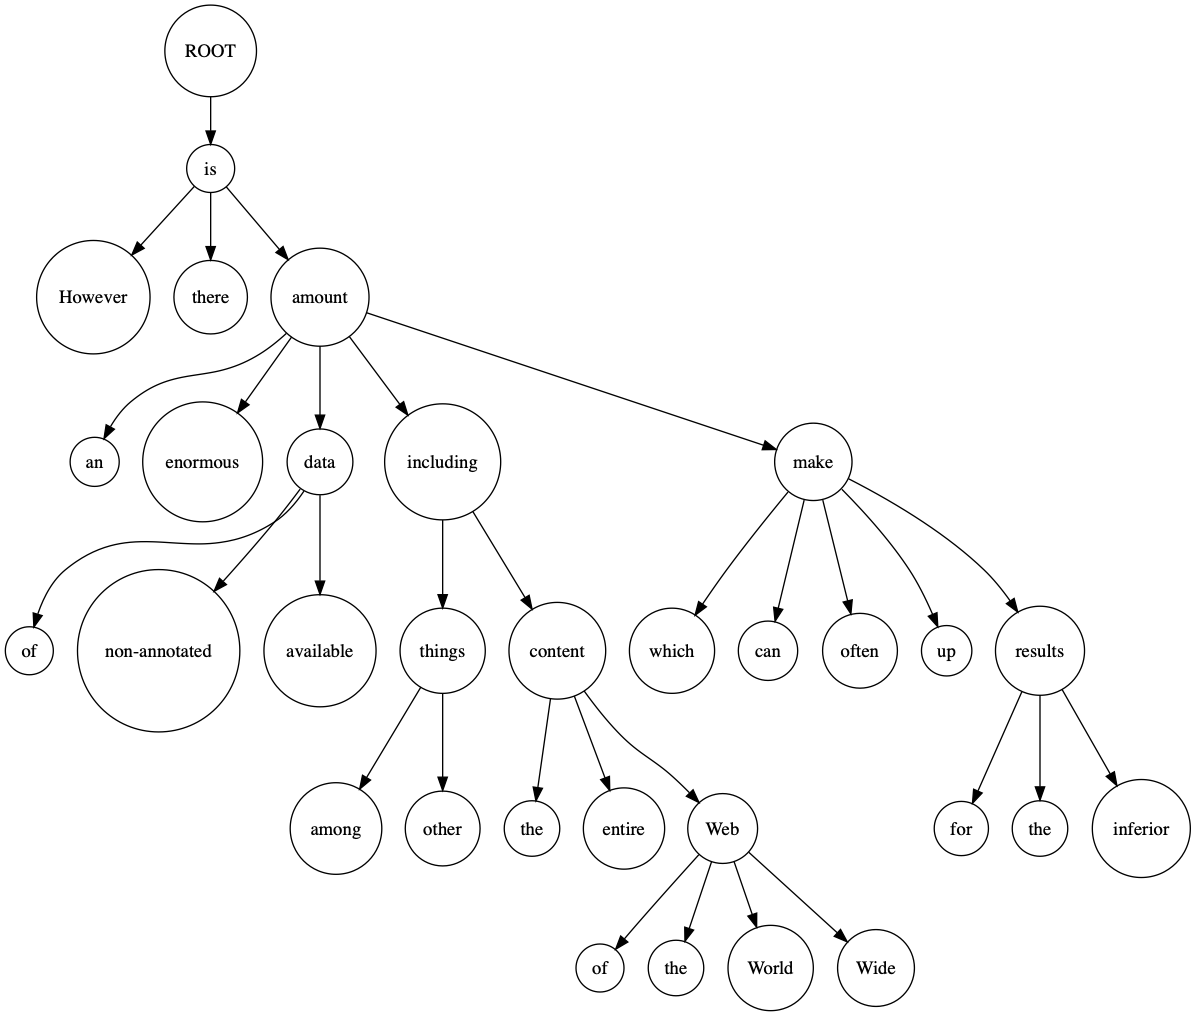 ROOT
is
However there amount
an enormous data including make
of non-annotated available things content which can often up results
among other the entire Web for the inferior
of the World Wide